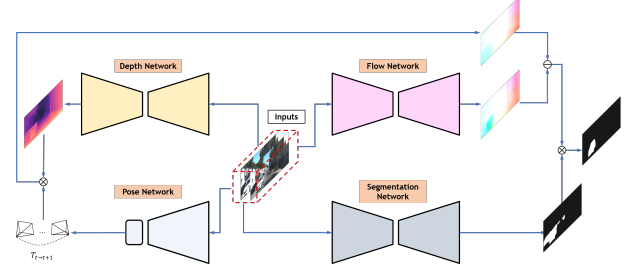 Depth Network
Flow Network
Inputs
Pose Network
Segmentation
Network
...
T_{t→t+1}